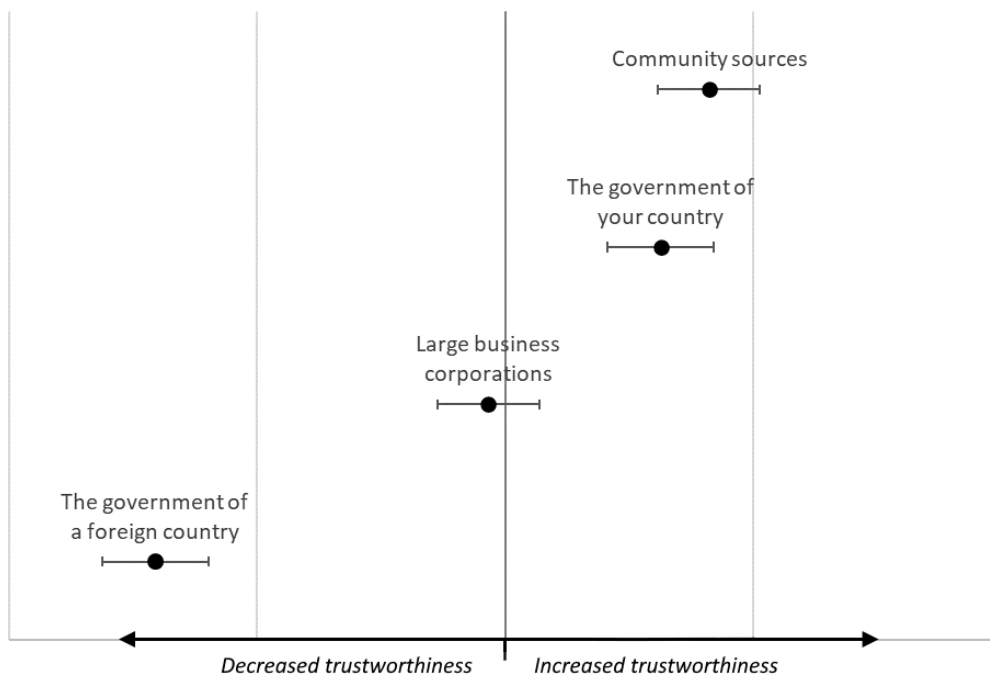 Community sources
The government of
your country
Large business
corporations
The government of
a foreign country
Decreased trustworthiness
Increased trustworthiness